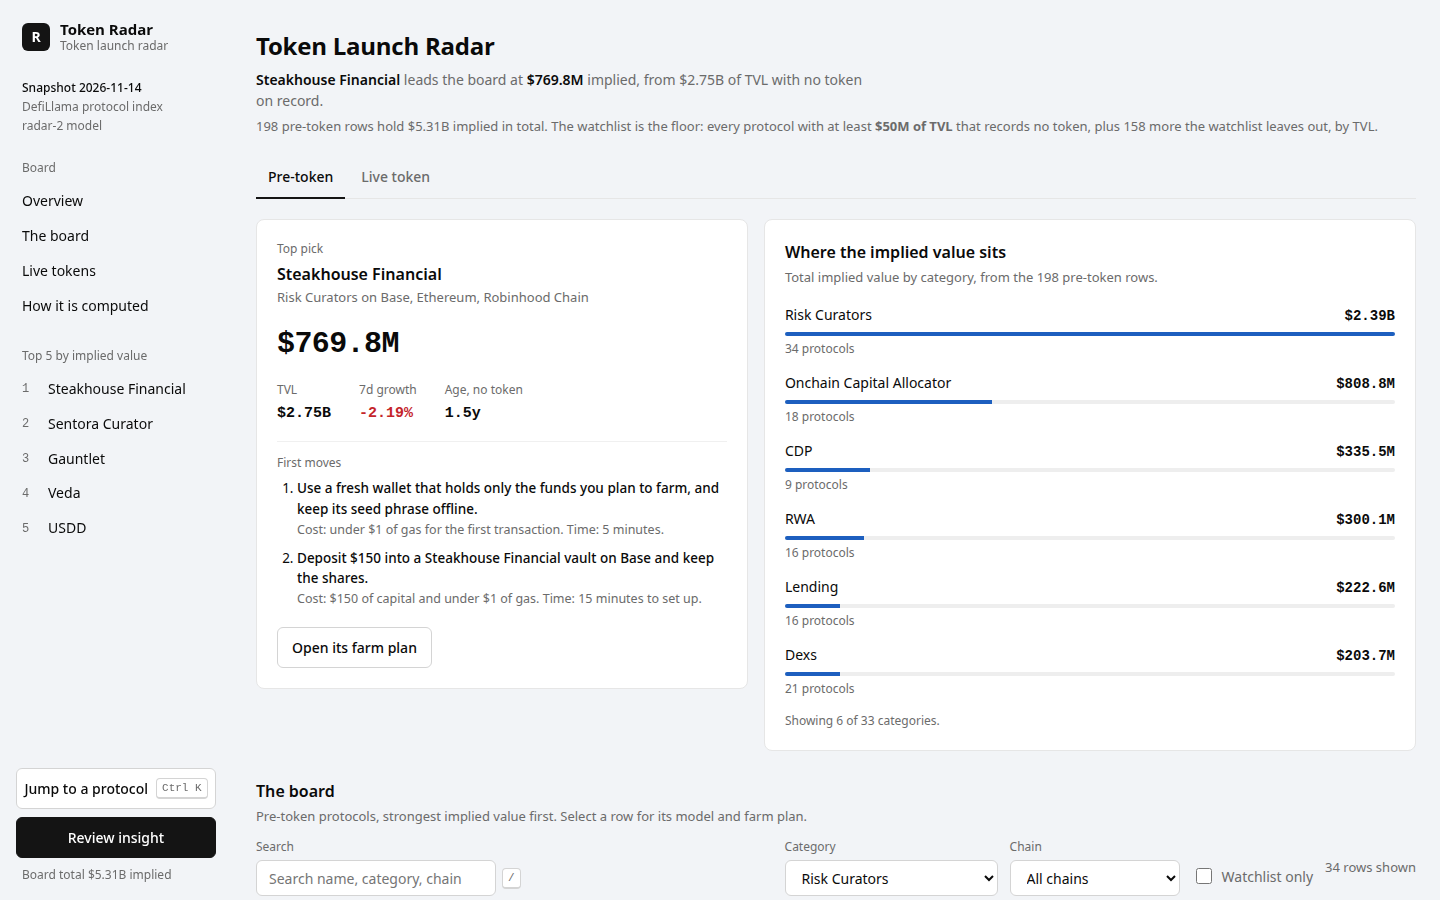 R
Token Radar
Token launch radar
Snapshot 2026-11-14
DefiLlama protocol index
radar-2 model
Board
Overview
The board
Live tokens
How it is computed
Top 5 by implied value
1 Steakhouse Financial
2 Sentora Curator
3 Gauntlet
4 Veda
5 USDD
Jump to a protocol Ctrl K
Review insight
Board total $5.31B implied
Token Launch Radar
Steakhouse Financial leads the board at $769.8M implied, from $2.75B of TVL with no token
on record.
198 pre-token rows hold $5.31B implied in total. The watchlist is the floor: every protocol with at least $50M of TVL that records no token, plus 158 more the watchlist leaves out, by TVL.
Pre-token Live token
Top pick
Steakhouse Financial
Risk Curators on Base, Ethereum, Robinhood Chain
$769.8M
TVL 7d growth Age, no token
$2.75B -2.19% 1.5y
First moves
1. Use a fresh wallet that holds only the funds you plan to farm, and
keep its seed phrase offline.
Cost: under $1 of gas for the first transaction. Time: 5 minutes.
2. Deposit $150 into a Steakhouse Financial vault on Base and keep
the shares.
Cost: $150 of capital and under $1 of gas. Time: 15 minutes to set up.
Open its farm plan
Where the implied value sits
Total implied value by category, from the 198 pre-token rows.
Risk Curators $2.39B
34 protocols
Onchain Capital Allocator $808.8M
18 protocols
CDP $335.5M
9 protocols
RWA $300.1M
16 protocols
Lending $222.6M
16 protocols
Dexs $203.7M
21 protocols
Showing 6 of 33 categories.
The board
Pre-token protocols, strongest implied value first. Select a row for its model and farm plan.
Search Category Chain
Search name, category, chain / Risk Curators All chains Watchlist only 34 rows shown